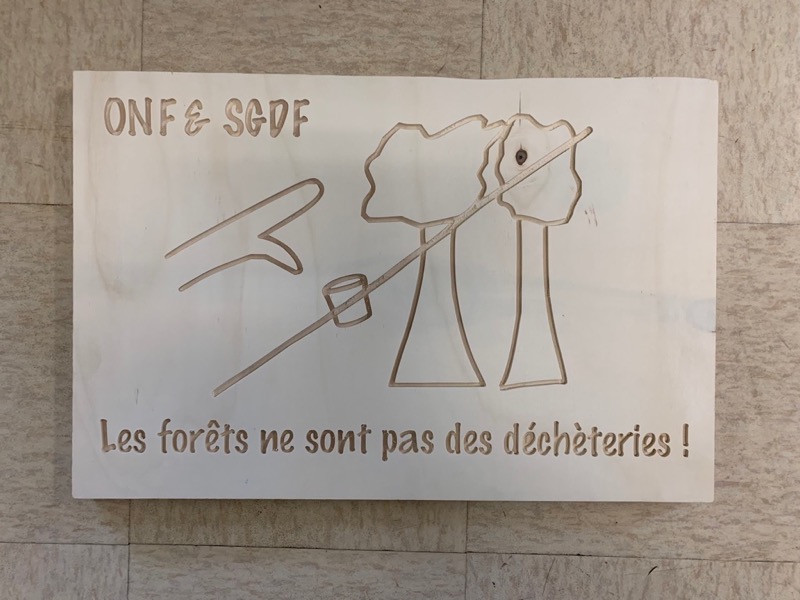 ONF & SGDF
Les forêts ne sont pas des déchèteries !